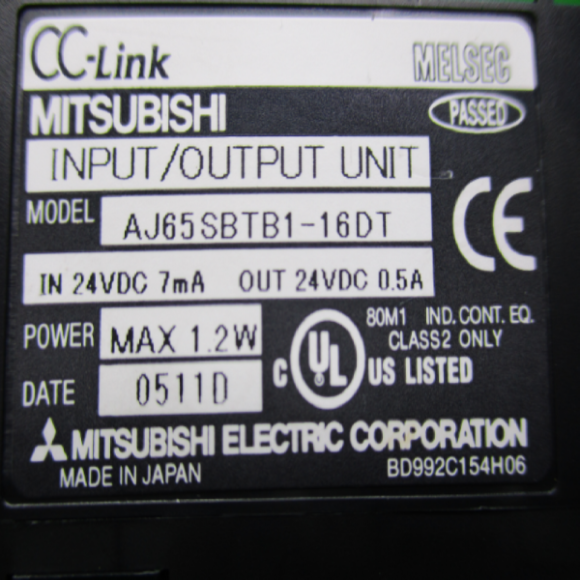 CC-Link MELSEC
MITSUBISHI PASSED
INPUT/OUTPUT UNIT
MODEL AJ65SBTB1-16DT
CE
IN 24VDC 7mA OUT 24VDC 0.5A
POWER MAX 1.2W
80M1 IND. CONT. EQ.
CLASS2 ONLY
DATE 0511D
C UL US LISTED
MITSUBISHI ELECTRIC CORPORATION
MADE IN JAPAN BD992C154H06